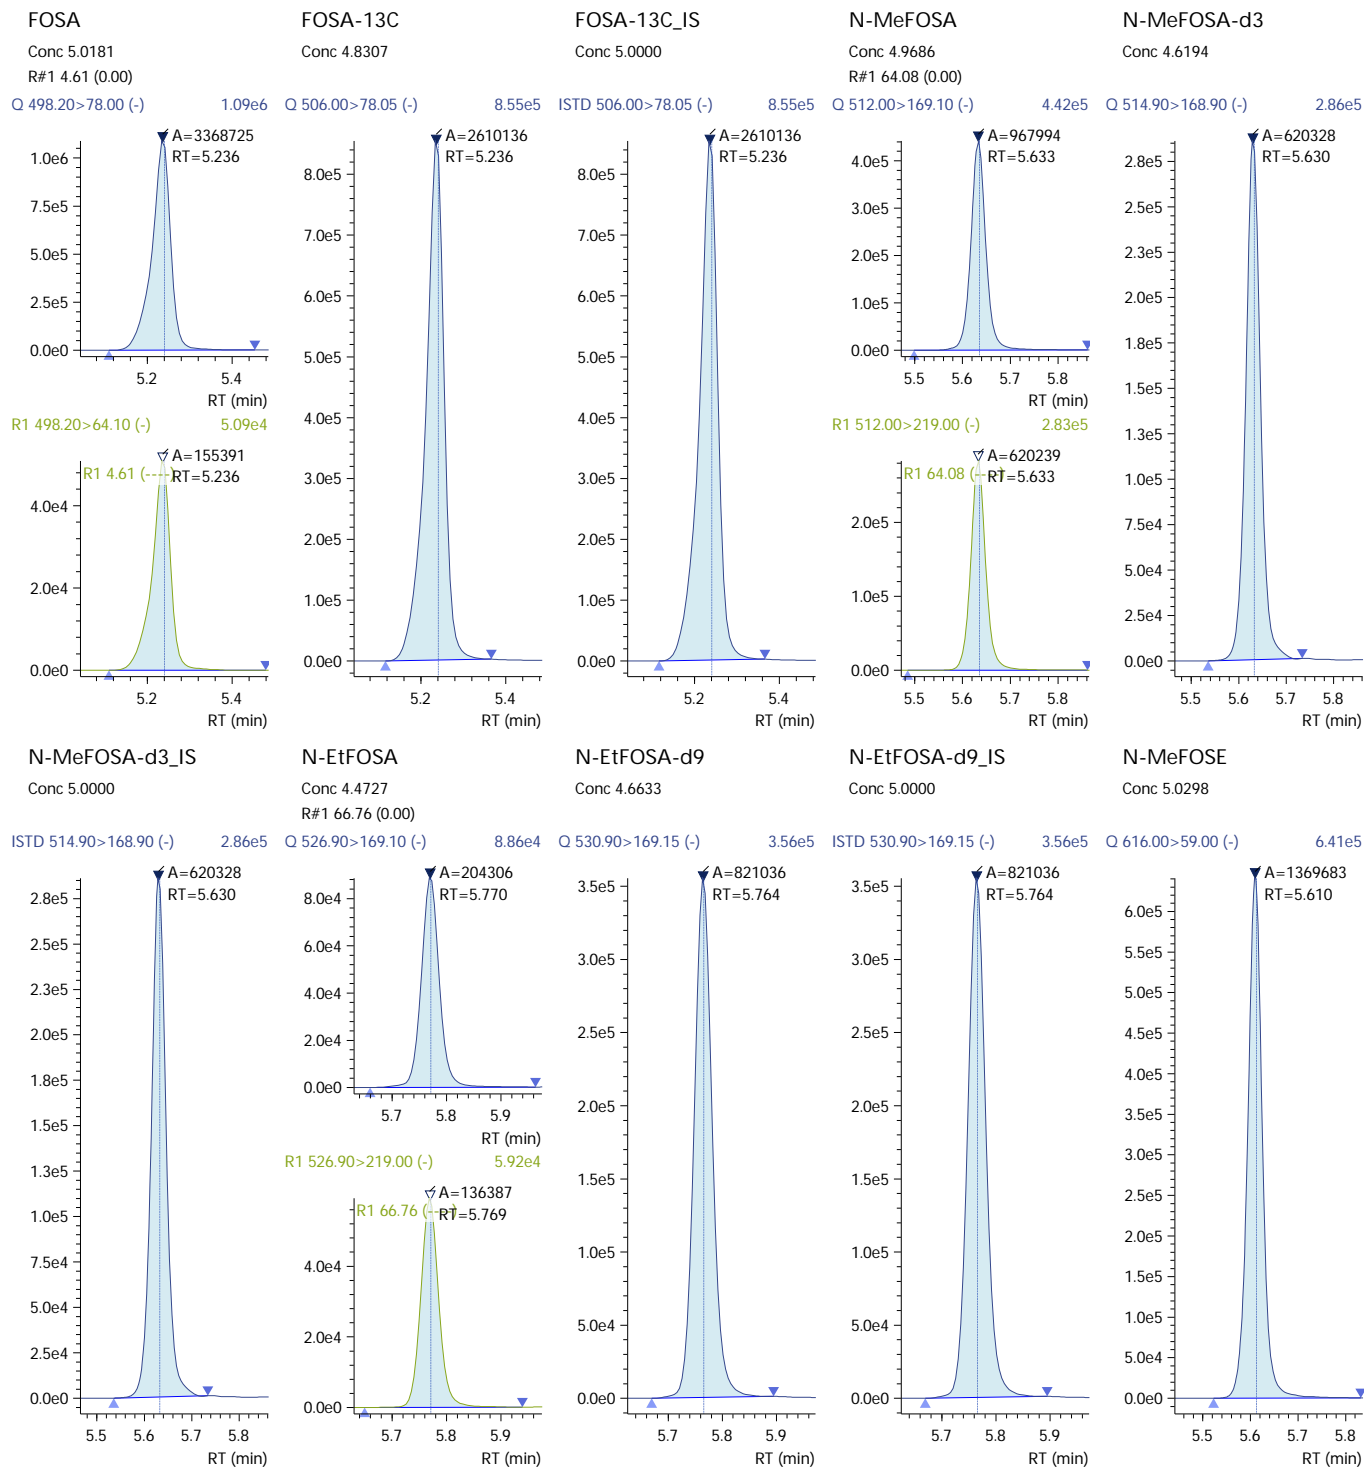 FOSA
Conc 5.0181
R#1 4.61 (0.00)
Q 498.20>78.00 (-) 1.09e6
A=3368725
RT=5.236
1.0e6
7.5e5
5.0e5
2.5e5
0.0e0
5.2 5.4
RT (min)
R1 498.20>64.10 (-) 5.09e4
A=155391
R1 4.61 (----)
RT=5.236
4.0e4
2.0e4
0.0e0
5.2 5.4
RT (min)
FOSA-13C
Conc 4.8307
Q 506.00>78.05 (-) 8.55e5
A=2610136
RT=5.236
8.0e5
7.0e5
6.0e5
5.0e5
4.0e5
3.0e5
2.0e5
1.0e5
0.0e0
5.2 5.4
RT (min)
FOSA-13C_IS
Conc 5.0000
ISTD 506.00>78.05 (-) 8.55e5
A=2610136
RT=5.236
8.0e5
7.0e5
6.0e5
5.0e5
4.0e5
3.0e5
2.0e5
1.0e5
0.0e0
5.2 5.4
RT (min)
N-MeFOSA
Conc 4.9686
R#1 64.08 (0.00)
Q 512.00>169.10 (-) 4.42e5
A=967994
RT=5.633
4.0e5
3.0e5
2.0e5
1.0e5
0.0e0
5.5 5.6 5.7 5.8
RT (min)
R1 512.00>219.00 (-) 2.83e5
A=620239
R1 64.08 (----)
RT=5.633
2.0e5
1.0e5
0.0e0
5.5 5.6 5.7 5.8
RT (min)
N-MeFOSA-d3
Conc 4.6194
Q 514.90>168.90 (-) 2.86e5
A=620328
RT=5.630
2.8e5
2.5e5
2.3e5
2.0e5
1.8e5
1.5e5
1.3e5
1.0e5
7.5e4
5.0e4
2.5e4
0.0e0
5.5 5.6 5.7 5.8
RT (min)
N-MeFOSA-d3_IS
Conc 5.0000
ISTD 514.90>168.90 (-) 2.86e5
A=620328
RT=5.630
2.8e5
2.5e5
2.3e5
2.0e5
1.8e5
1.5e5
1.3e5
1.0e5
7.5e4
5.0e4
2.5e4
0.0e0
5.5 5.6 5.7 5.8
RT (min)
N-EtFOSA
Conc 4.4727
R#1 66.76 (0.00)
Q 526.90>169.10 (-) 8.86e4
A=204306
RT=5.770
8.0e4
6.0e4
4.0e4
2.0e4
0.0e0
5.7 5.8 5.9
RT (min)
R1 526.90>219.00 (-) 5.92e4
A=136387
R1 66.76 (----)
RT=5.769
4.0e4
2.0e4
0.0e0
5.7 5.8 5.9
RT (min)
N-EtFOSA-d9
Conc 4.6633
Q 530.90>169.15 (-) 3.56e5
A=821036
RT=5.764
3.5e5
3.0e5
2.5e5
2.0e5
1.5e5
1.0e5
5.0e4
0.0e0
5.7 5.8 5.9
RT (min)
N-EtFOSA-d9_IS
Conc 5.0000
ISTD 530.90>169.15 (-) 3.56e5
A=821036
RT=5.764
3.5e5
3.0e5
2.5e5
2.0e5
1.5e5
1.0e5
5.0e4
0.0e0
5.7 5.8 5.9
RT (min)
N-MeFOSE
Conc 5.0298
Q 616.00>59.00 (-) 6.41e5
A=1369683
RT=5.610
6.0e5
5.5e5
5.0e5
4.5e5
4.0e5
3.5e5
3.0e5
2.5e5
2.0e5
1.5e5
1.0e5
5.0e4
0.0e0
5.5 5.6 5.7 5.8
RT (min)